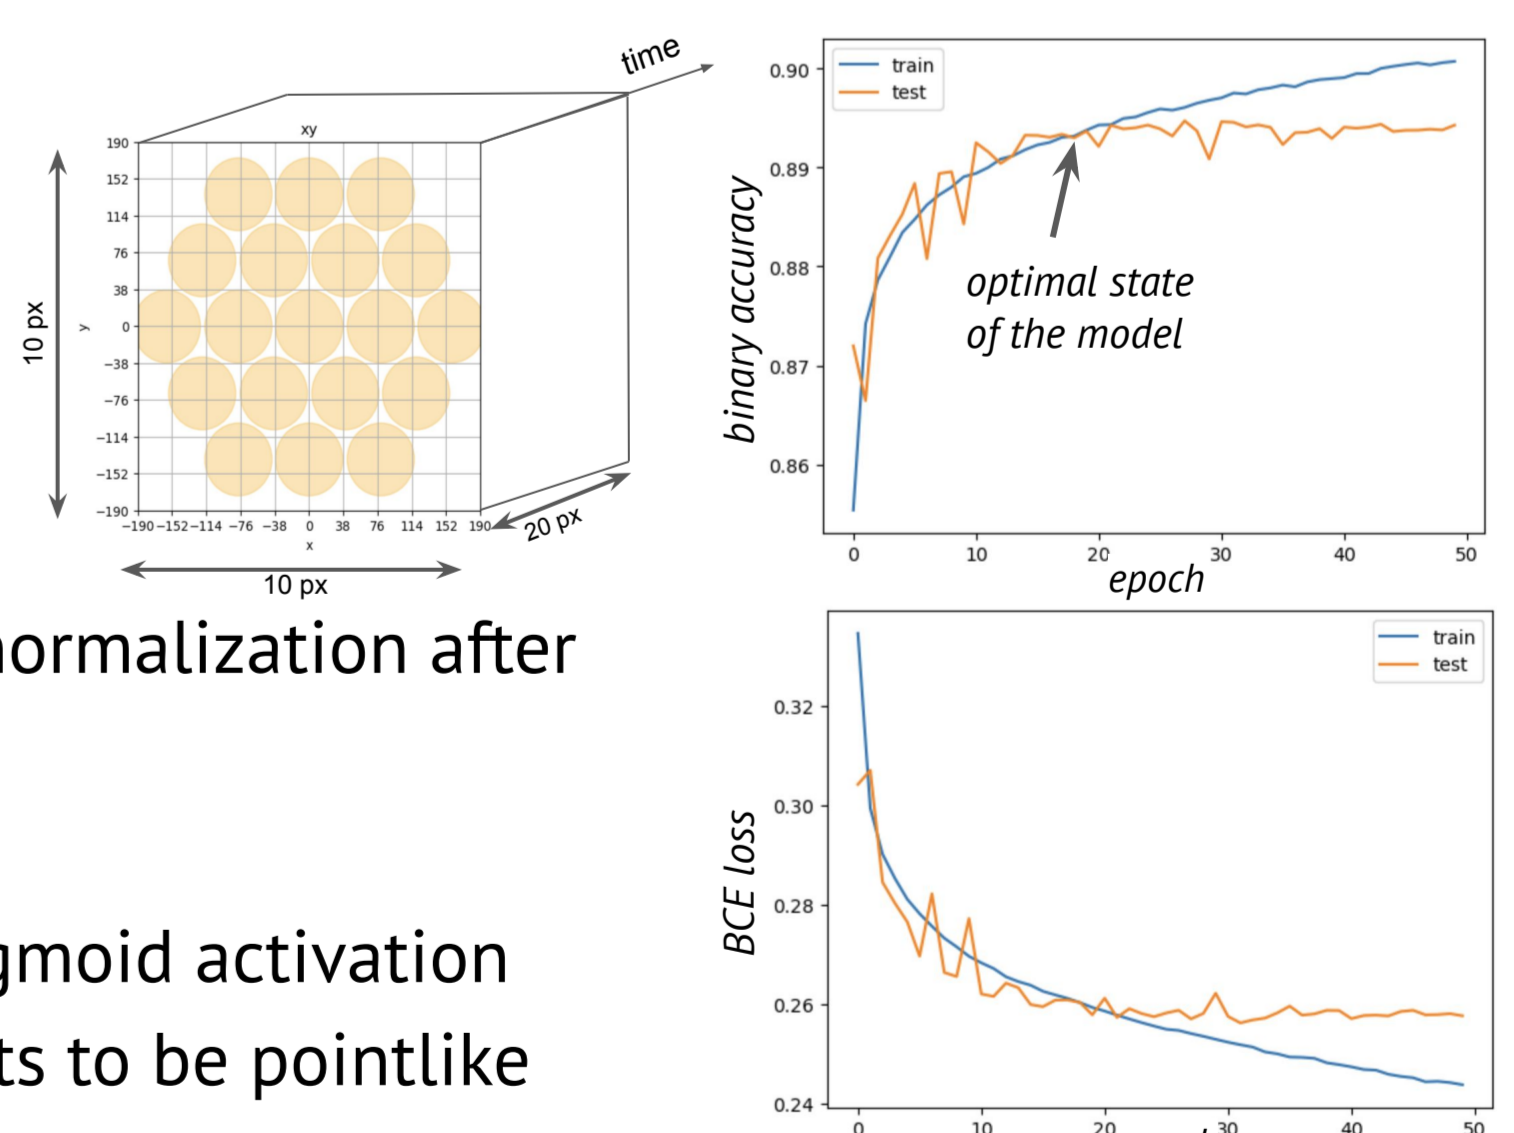 time
xy
190
152
114
76
38
0
−38
−76
−114
−152
−190
y
10 px
−190 −152 −114 −76 −38 0 38 76 114 152 190
x
20 px
10 px
train
test
0.90
0.89
0.88
0.87
0.86
binary accuracy
optimal state
of the model
0 10 20 30 40 50
epoch
ormalization after
train
test
0.32
0.30
0.28
0.26
0.24
BCE loss
0 10 20 30 40 50
gmoid activation
ts to be pointlike